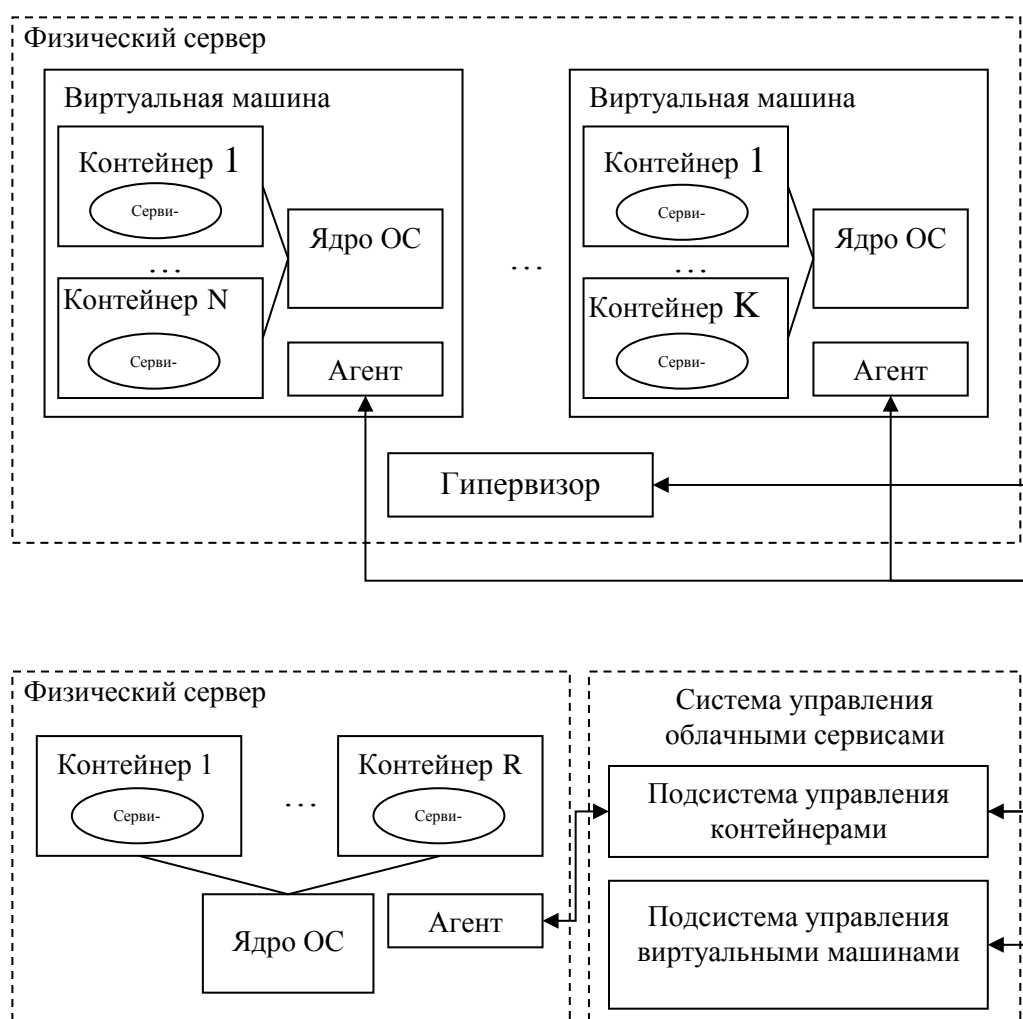 Физический сервер
Виртуальная машина
Контейнер 1
Серви-
...
Контейнер N
Серви-
Ядро ОС
Агент
...
Виртуальная машина
Контейнер 1
Серви-
...
Контейнер K
Серви-
Ядро ОС
Агент
Гипервизор
Физический сервер
Контейнер 1
Серви-
...
Контейнер R
Серви-
Ядро ОС
Агент
Система управления
облачными сервисами
Подсистема управления
контейнерами
Подсистема управления
виртуальными машинами